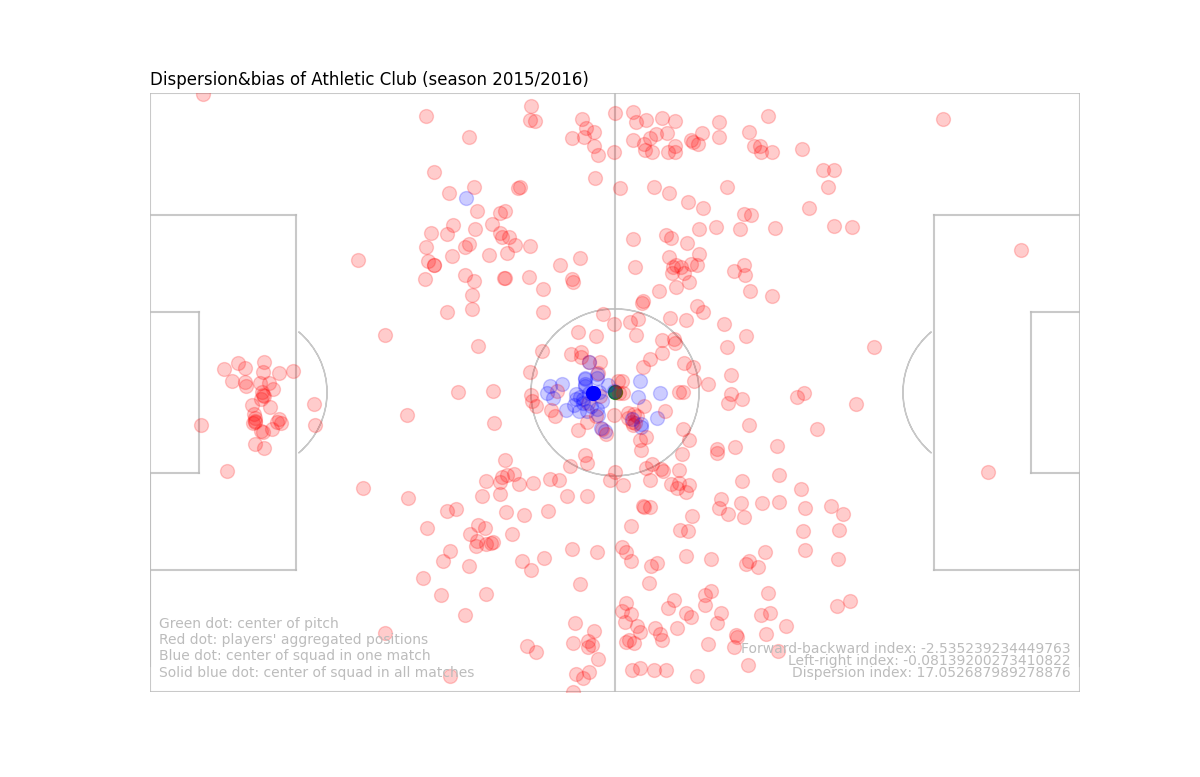 Dispersion&bias of Athletic Club (season 2015/2016)
Green dot: center of pitch
Red dot: players' aggregated positions
Blue dot: center of squad in one match
Solid blue dot: center of squad in all matches
Forward-backward index: -2.535239234449763
Left-right index: -0.08139200273410822
Dispersion index: 17.052687989278876